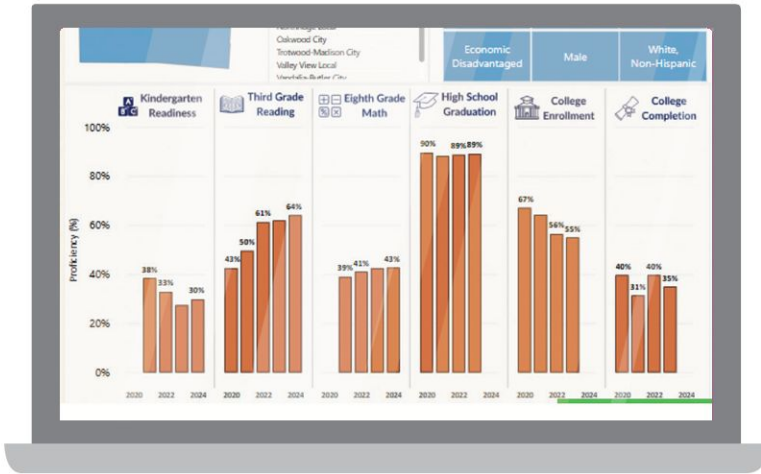 Oakwood City
Trotwood-Madison City
Valley View Local
Vandalia-Butler City
Economic
Disadvantaged
Male
White,
Non-Hispanic
A
B C
Kindergarten
Readiness
Third Grade
Reading
Eighth Grade
Math
High School
Graduation
College
Enrollment
College
Completion
Proficiency (%)
100%
80%
60%
40%
20%
0%
38%
33%
30%
43%
50%
61%
64%
39%
41%
43%
90%
89%
89%
67%
56%
55%
40%
31%
40%
35%
2020 2022 2024
2020 2022 2024
2020 2022 2024
2020 2022 2024
2020 2022 2024
2020 2022 2024